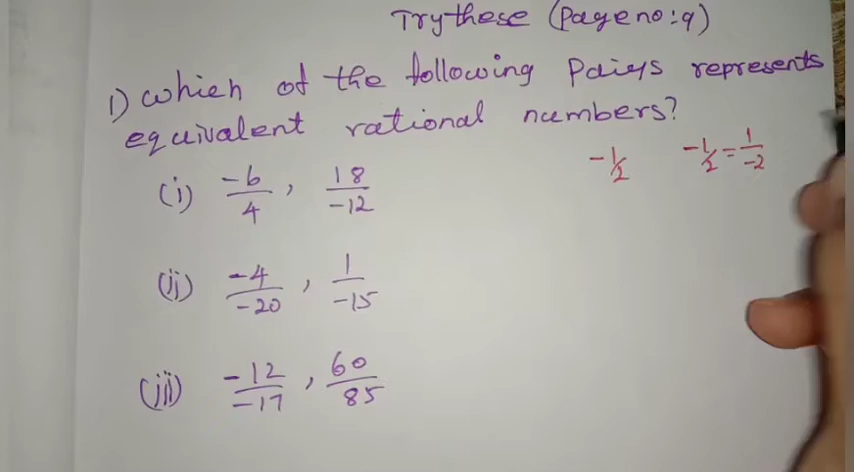 Try these (Page no: 9)
1) which of the following Paiys represents
equivalent rational numbers?
-1/2 -1/2 = 1/-2
(i) -6/4 , 18/-12
(ii) -4/-20 , 1/-15
(iii) -12/-17 , 60/85